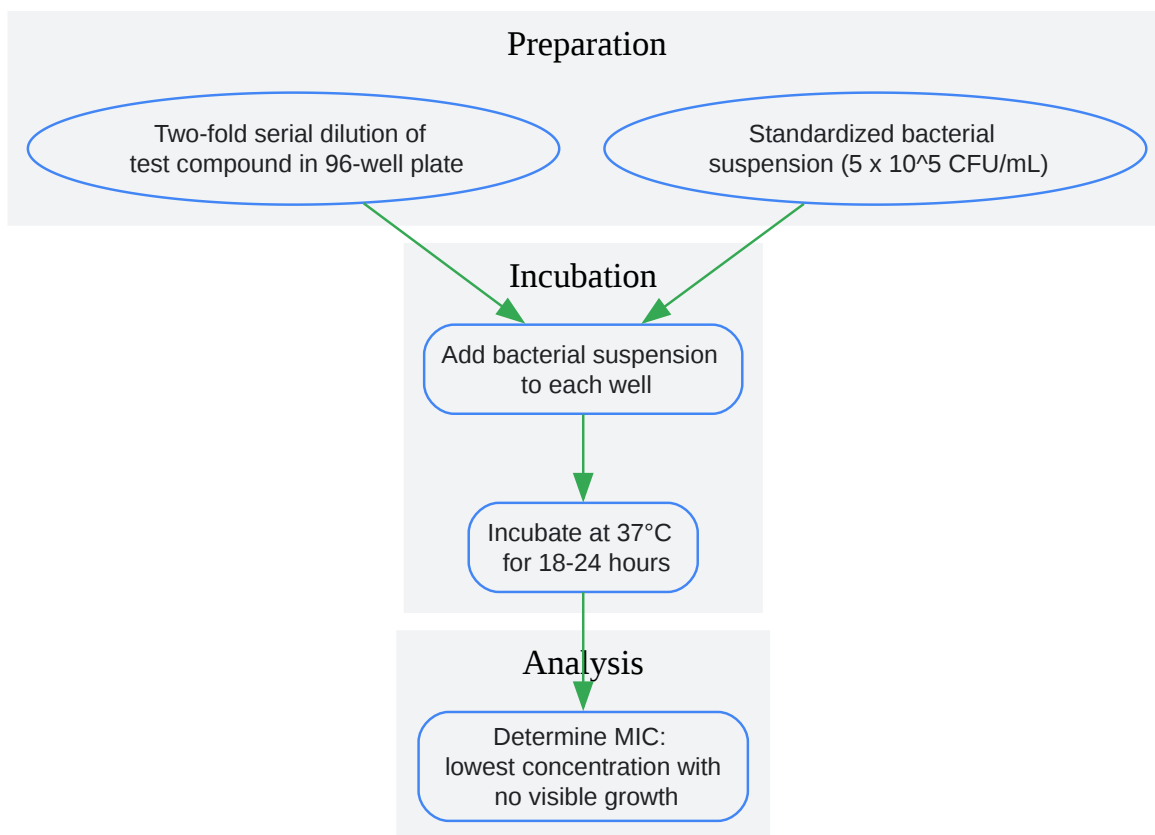 Preparation
Two-fold serial dilution of
test compound in 96-well plate
Standardized bacterial
suspension (5 x 10^5 CFU/mL)
Incubation
Add bacterial suspension
to each well
Incubate at 37°C
for 18-24 hours
Analysis
Determine MIC:
lowest concentration with
no visible growth